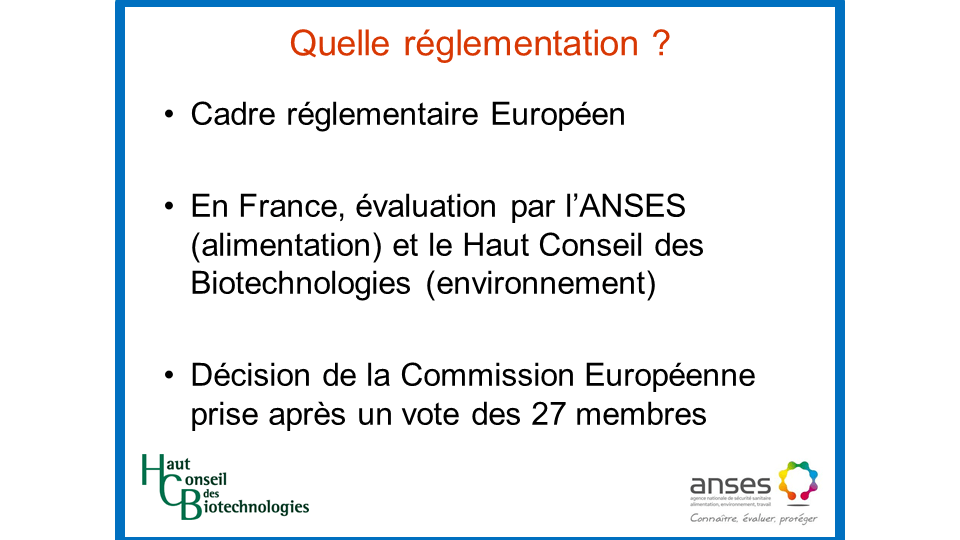 Quelle réglementation ?
• Cadre réglementaire Européen
• En France, évaluation par l’ANSES
(alimentation) et le Haut Conseil des
Biotechnologies (environnement)
• Décision de la Commission Européenne
prise après un vote des 27 membres
Haut
Conseil
des
Biotechnologies
anses
agence nationale de sécurité sanitaire
alimentation, environnement, travail
Connaître, évaluer, protéger